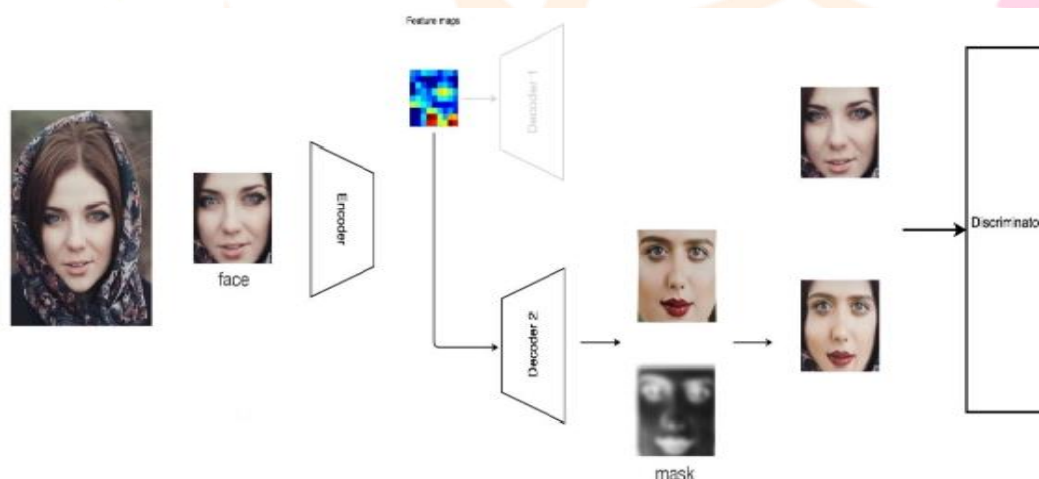 Feature maps
Decoder 1
Encoder
face
Decoder 2
mask
Discriminato